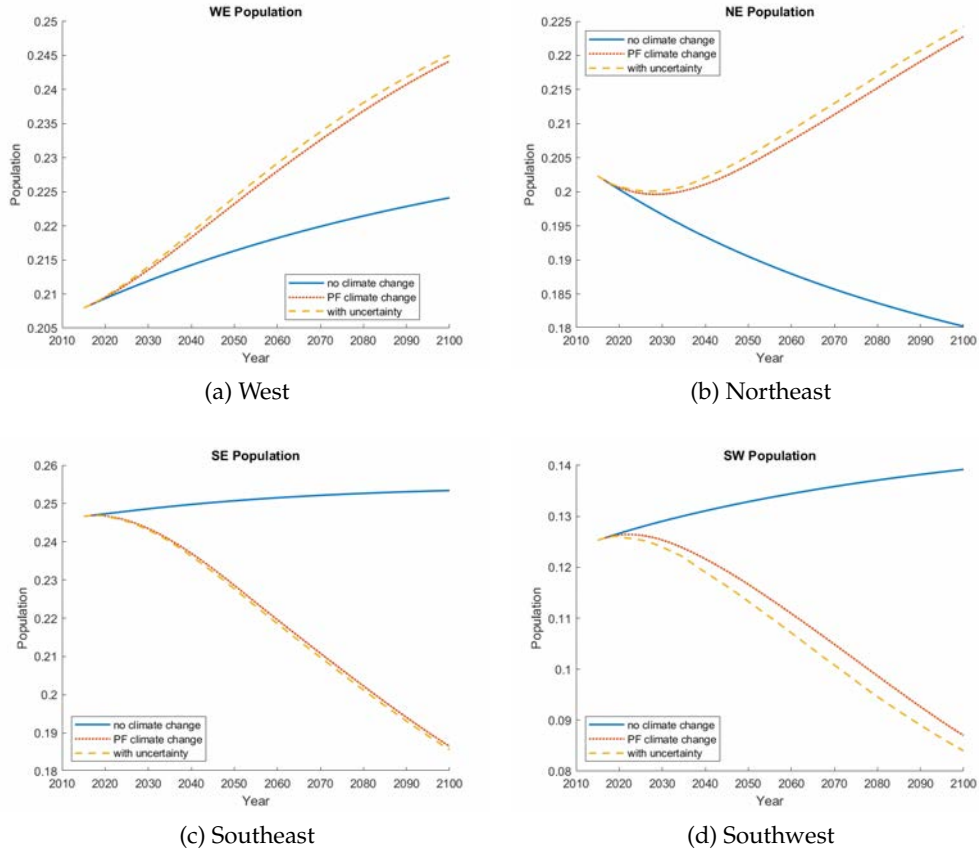 WE Population
0.25
0.245
0.24
0.235
0.23
0.225
0.22
0.215
0.21
0.205
Population
no climate change
PF climate change
with uncertainty
2010 2020 2030 2040 2050 2060 2070 2080 2090 2100
Year
(a) West
NE Population
0.225
0.22
0.215
0.21
0.205
0.2
0.195
0.19
0.185
0.18
Population
no climate change
PF climate change
with uncertainty
2010 2020 2030 2040 2050 2060 2070 2080 2090 2100
Year
(b) Northeast
SE Population
0.26
0.25
0.24
0.23
0.22
0.21
0.2
0.19
0.18
Population
no climate change
PF climate change
with uncertainty
2010 2020 2030 2040 2050 2060 2070 2080 2090 2100
Year
(c) Southeast
SW Population
0.14
0.13
0.12
0.11
0.1
0.09
0.08
Population
no climate change
PF climate change
with uncertainty
2010 2020 2030 2040 2050 2060 2070 2080 2090 2100
Year
(d) Southwest